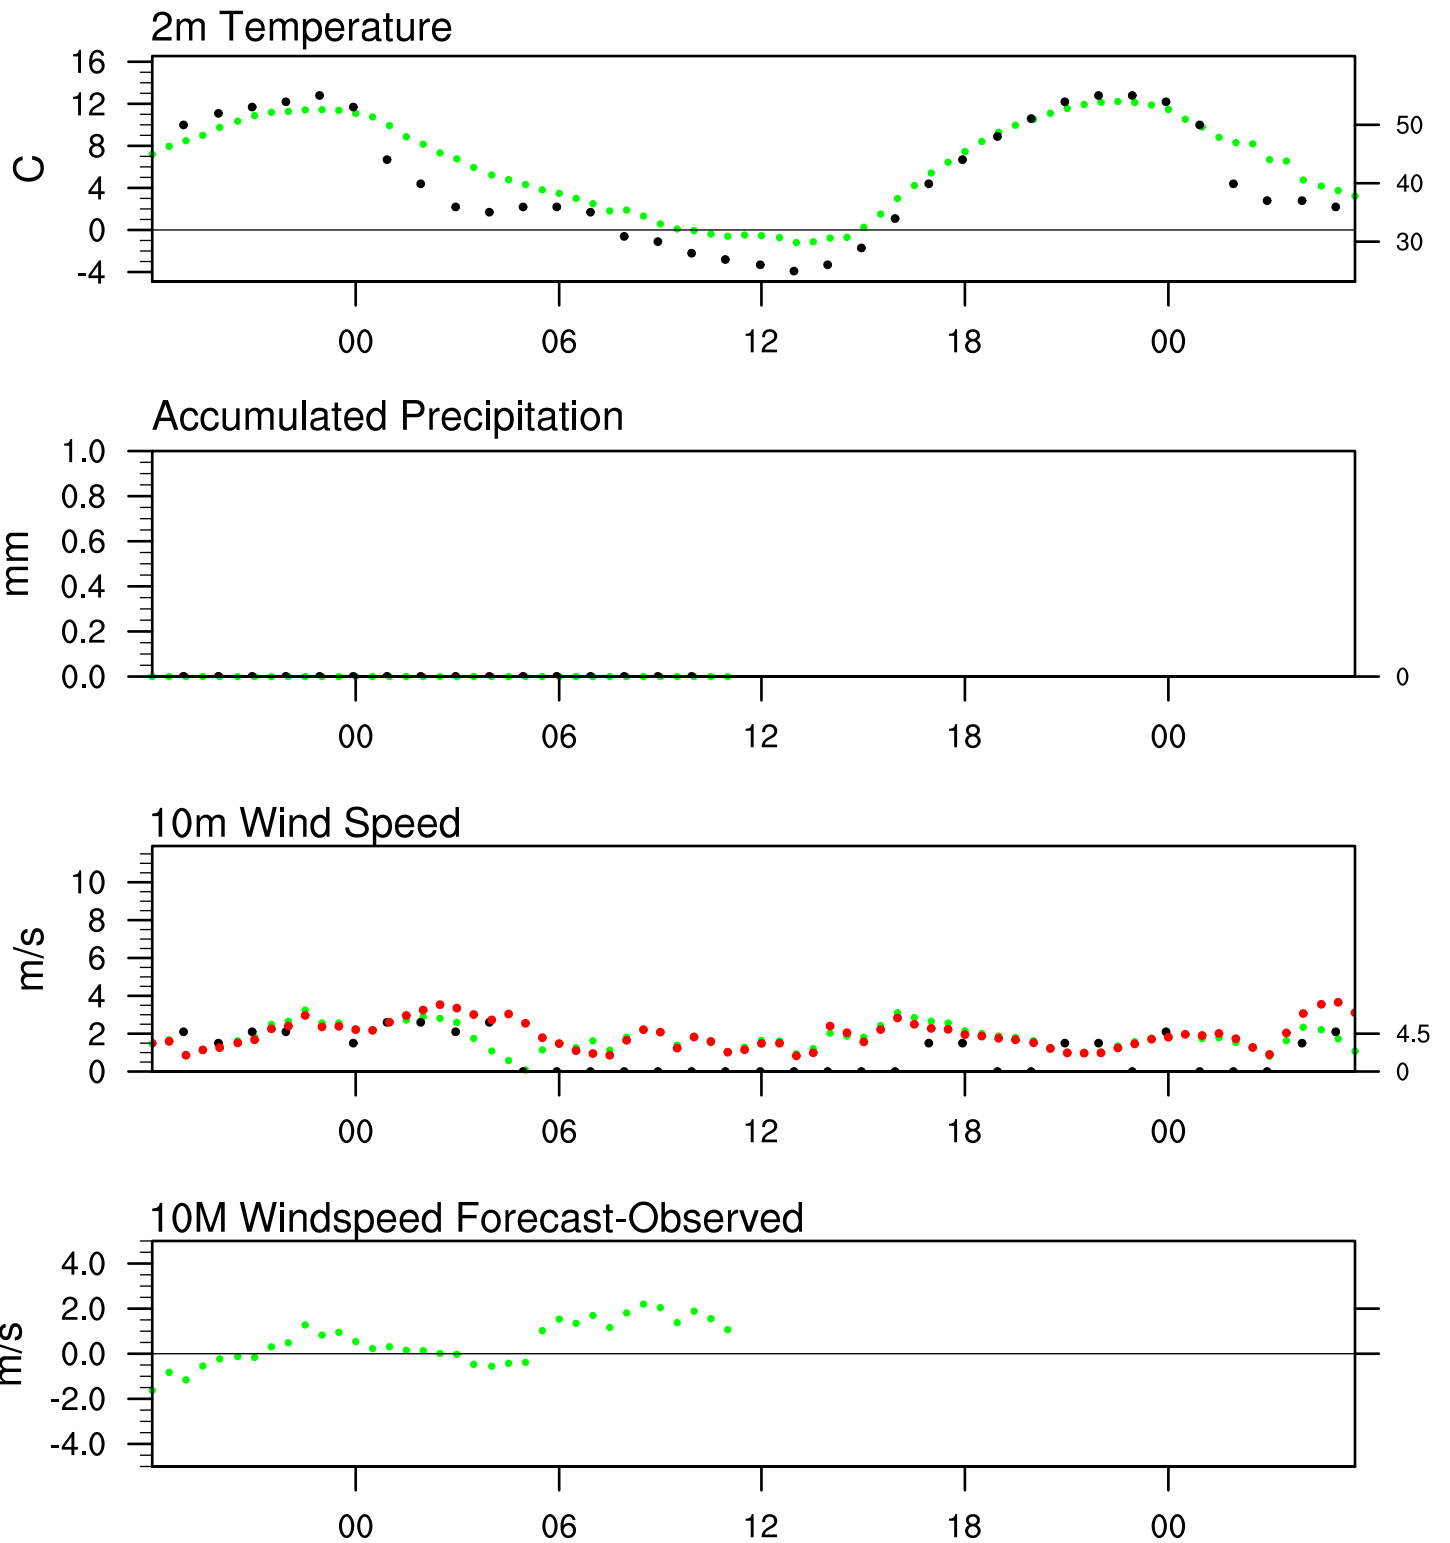 2m Temperature
16
12
8
4
0
-4
C
50
40
30
00 06 12 18 00
Accumulated Precipitation
1.0
0.8
0.6
0.4
0.2
0.0
mm
0
00 06 12 18 00
10m Wind Speed
10
8
6
4
2
0
m/s
4.5
0
00 06 12 18 00
10M Windspeed Forecast-Observed
4.0
2.0
0.0
-2.0
-4.0
m/s
00 06 12 18 00